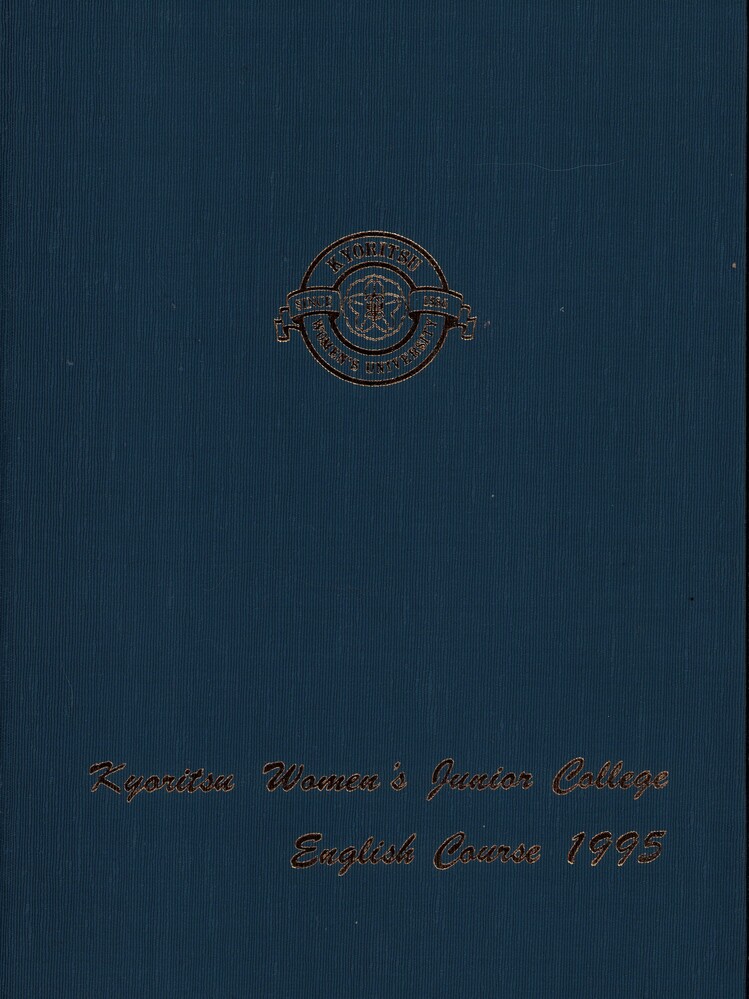 KYORITSU
SINCE 1886
WOMEN'S UNIVERSITY
Kyoritsu Women's Junior College
English Course 1995